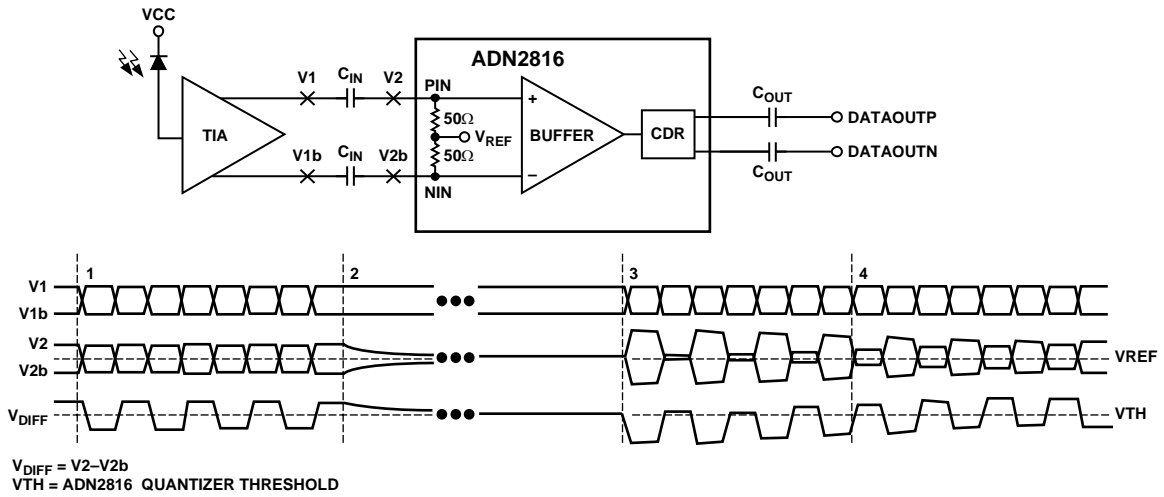 VCC
ADN2816
V1 C_IN V2 PIN
TIA
50Ω
V_REF
50Ω
+
BUFFER
–
CDR
C_OUT
DATAOUTP
DATAOUTN
C_OUT
V1b C_IN V2b NIN
1 2 3 4
V1
V1b
V2
V2b
VREF
V_DIFF
VTH
V_DIFF = V2–V2b
VTH = ADN2816 QUANTIZER THRESHOLD